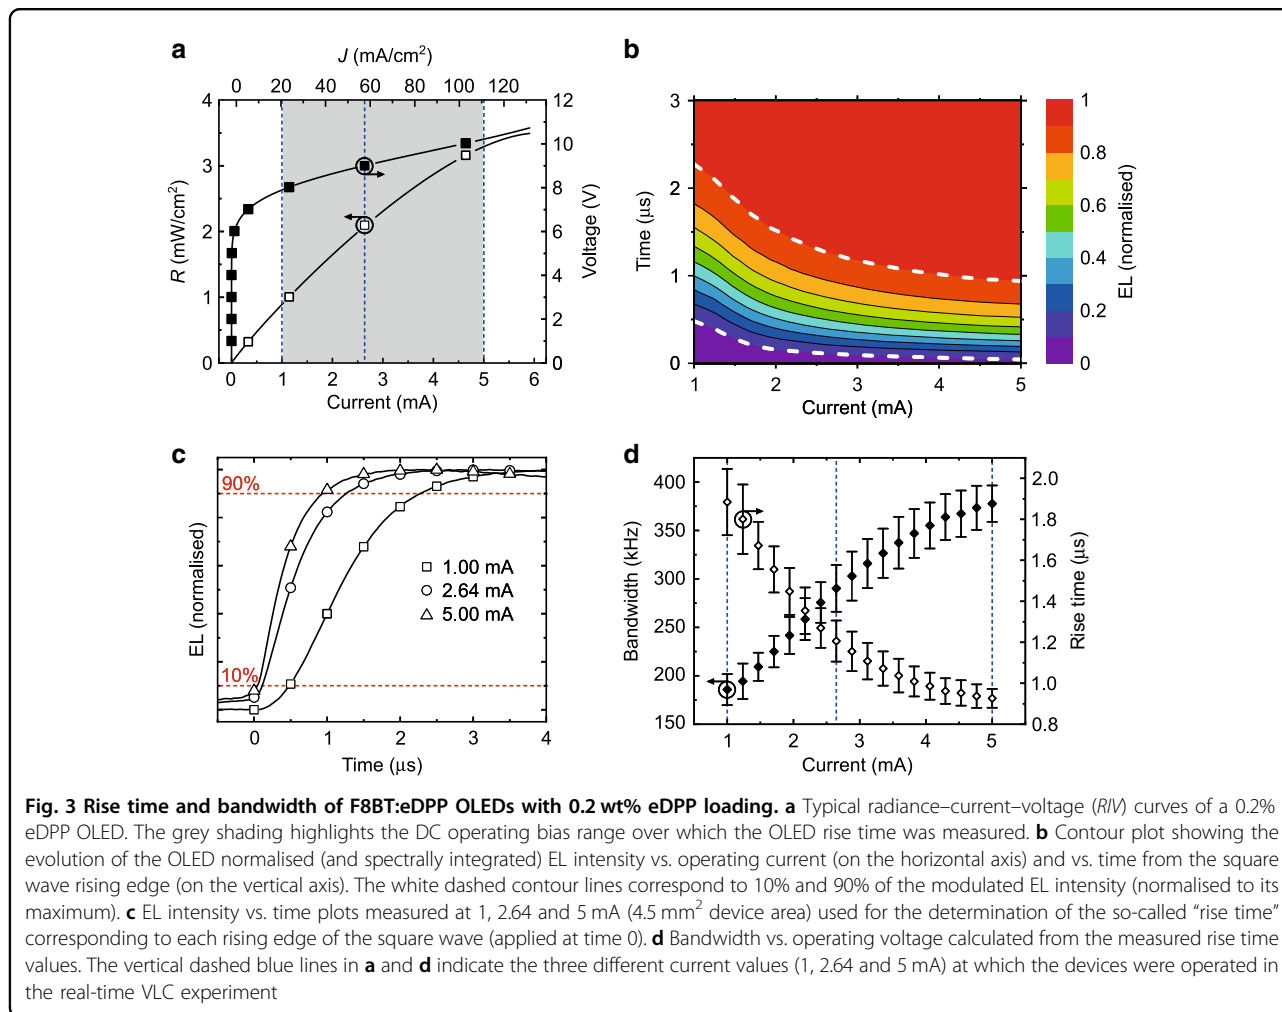 a
J (mA/cm²)
0 20 40 60 80 100 120
4
3
2
1
0
R (mW/cm²)
12
10
8
6
4
2
0
Voltage (V)
0 1 2 3 4 5 6
Current (mA)
b
3
2
1
0
Time (µs)
1 2 3 4 5
Current (mA)
1
0.8
0.6
0.4
0.2
0
EL (normalised)
c
90%
10%
EL (normalised)
1.00 mA
2.64 mA
5.00 mA
0 1 2 3 4
Time (µs)
d
400
350
300
250
200
150
Bandwidth (kHz)
2.0
1.8
1.6
1.4
1.2
1.0
0.8
Rise time (µs)
1 2 3 4 5
Current (mA)
Fig. 3 Rise time and bandwidth of F8BT:eDPP OLEDs with 0.2 wt% eDPP loading. a Typical radiance–current–voltage (RIV) curves of a 0.2%
eDPP OLED. The grey shading highlights the DC operating bias range over which the OLED rise time was measured. b Contour plot showing the
evolution of the OLED normalised (and spectrally integrated) EL intensity vs. operating current (on the horizontal axis) and vs. time from the square
wave rising edge (on the vertical axis). The white dashed contour lines correspond to 10% and 90% of the modulated EL intensity (normalised to its
maximum). c EL intensity vs. time plots measured at 1, 2.64 and 5 mA (4.5 mm² device area) used for the determination of the so-called “rise time”
corresponding to each rising edge of the square wave (applied at time 0). d Bandwidth vs. operating voltage calculated from the measured rise time
values. The vertical dashed blue lines in a and d indicate the three different current values (1, 2.64 and 5 mA) at which the devices were operated in
the real-time VLC experiment